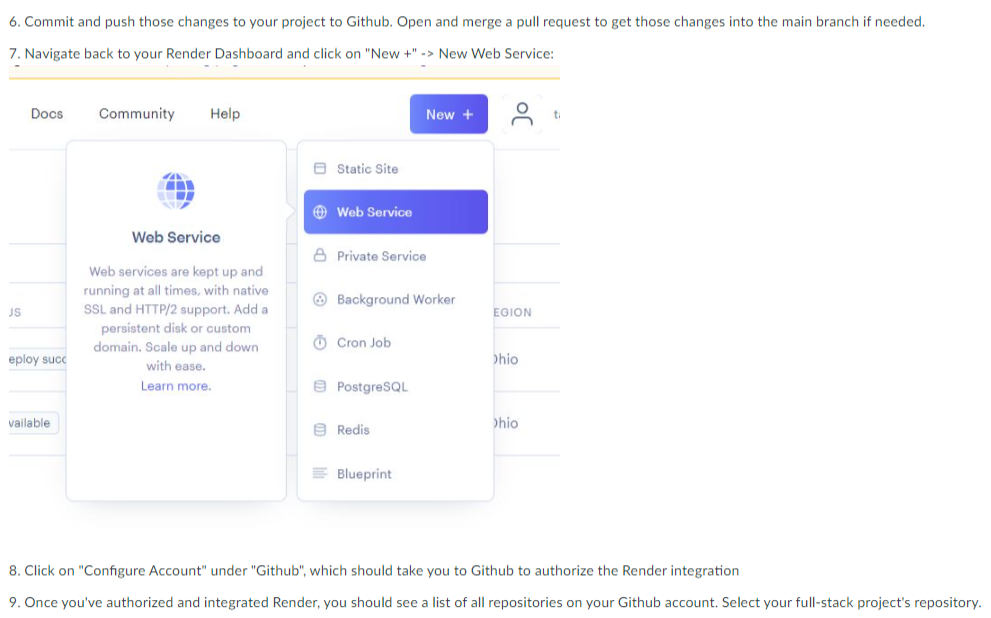 6. Commit and push those changes to your project to Github. Open and merge a pull request to get those changes into the main branch if needed.
7. Navigate back to your Render Dashboard and click on "New +" -> New Web Service:
Docs Community Help New +
Static Site
Web Service
Web Service
Web services are kept up and
running at all times, with native
SSL and HTTP/2 support. Add a
persistent disk or custom
domain. Scale up and down
with ease.
Learn more.
Private Service
Background Worker
Cron Job
PostgreSQL
Redis
Blueprint
US
eploy succ
vailable
EGION
Ohio
Ohio
8. Click on "Configure Account" under "Github", which should take you to Github to authorize the Render integration
9. Once you've authorized and integrated Render, you should see a list of all repositories on your Github account. Select your full-stack project's repository.